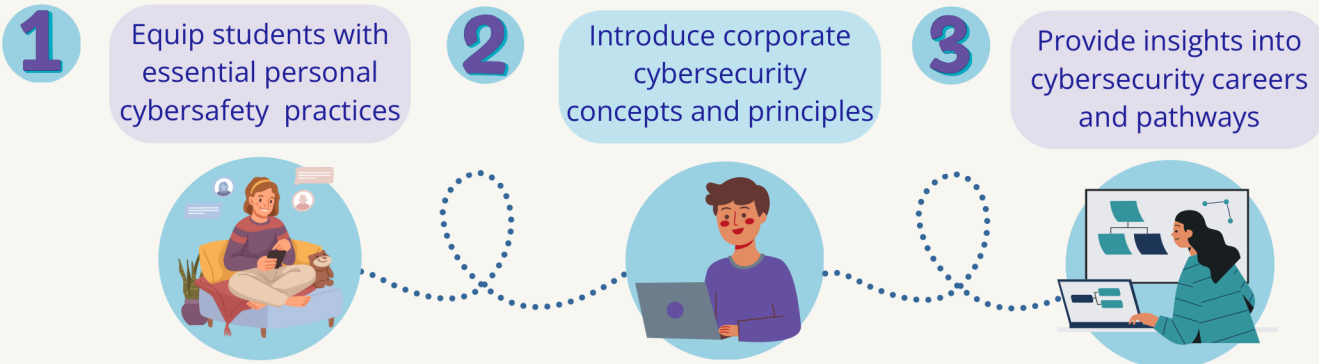 1
Equip students with
essential personal
cybersafety practices
2
Introduce corporate
cybersecurity
concepts and principles
3
Provide insights into
cybersecurity careers
and pathways